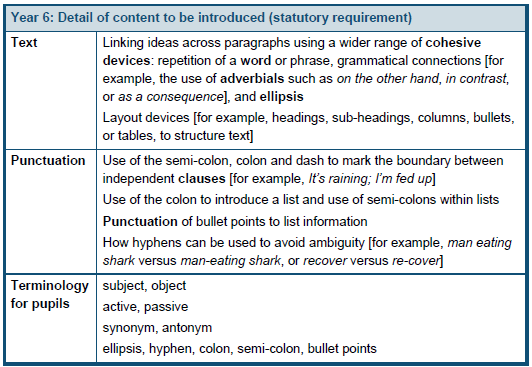 Year 6: Detail of content to be introduced (statutory requirement)
Text
Linking ideas across paragraphs using a wider range of cohesive
devices: repetition of a word or phrase, grammatical connections [for
example, the use of adverbials such as on the other hand, in contrast,
or as a consequence], and ellipsis
Layout devices [for example, headings, sub-headings, columns, bullets,
or tables, to structure text]
Punctuation
Use of the semi-colon, colon and dash to mark the boundary between
independent clauses [for example, It's raining; I'm fed up]
Use of the colon to introduce a list and use of semi-colons within lists
Punctuation of bullet points to list information
How hyphens can be used to avoid ambiguity [for example, man eating
shark versus man-eating shark, or recover versus re-cover]
Terminology
for pupils
subject, object
active, passive
synonym, antonym
ellipsis, hyphen, colon, semi-colon, bullet points